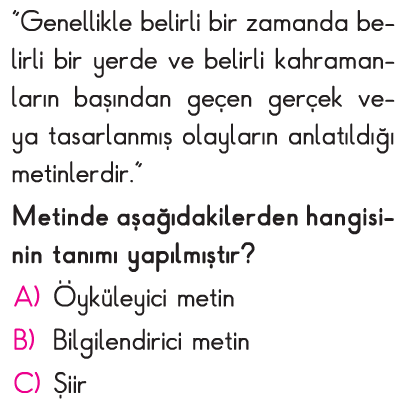 “Genellikle belirli bir zamanda be-
lirli bir yerde ve belirli kahraman-
ların başından geçen gerçek ve-
ya tasarlanmış olayların anlatıldığı
metinlerdir.”
Metinde aşağıdakilerden hangisi-
nin tanımı yapılmıştır?
A) Öyküleyici metin
B) Bilgilendirici metin
C) Şiir